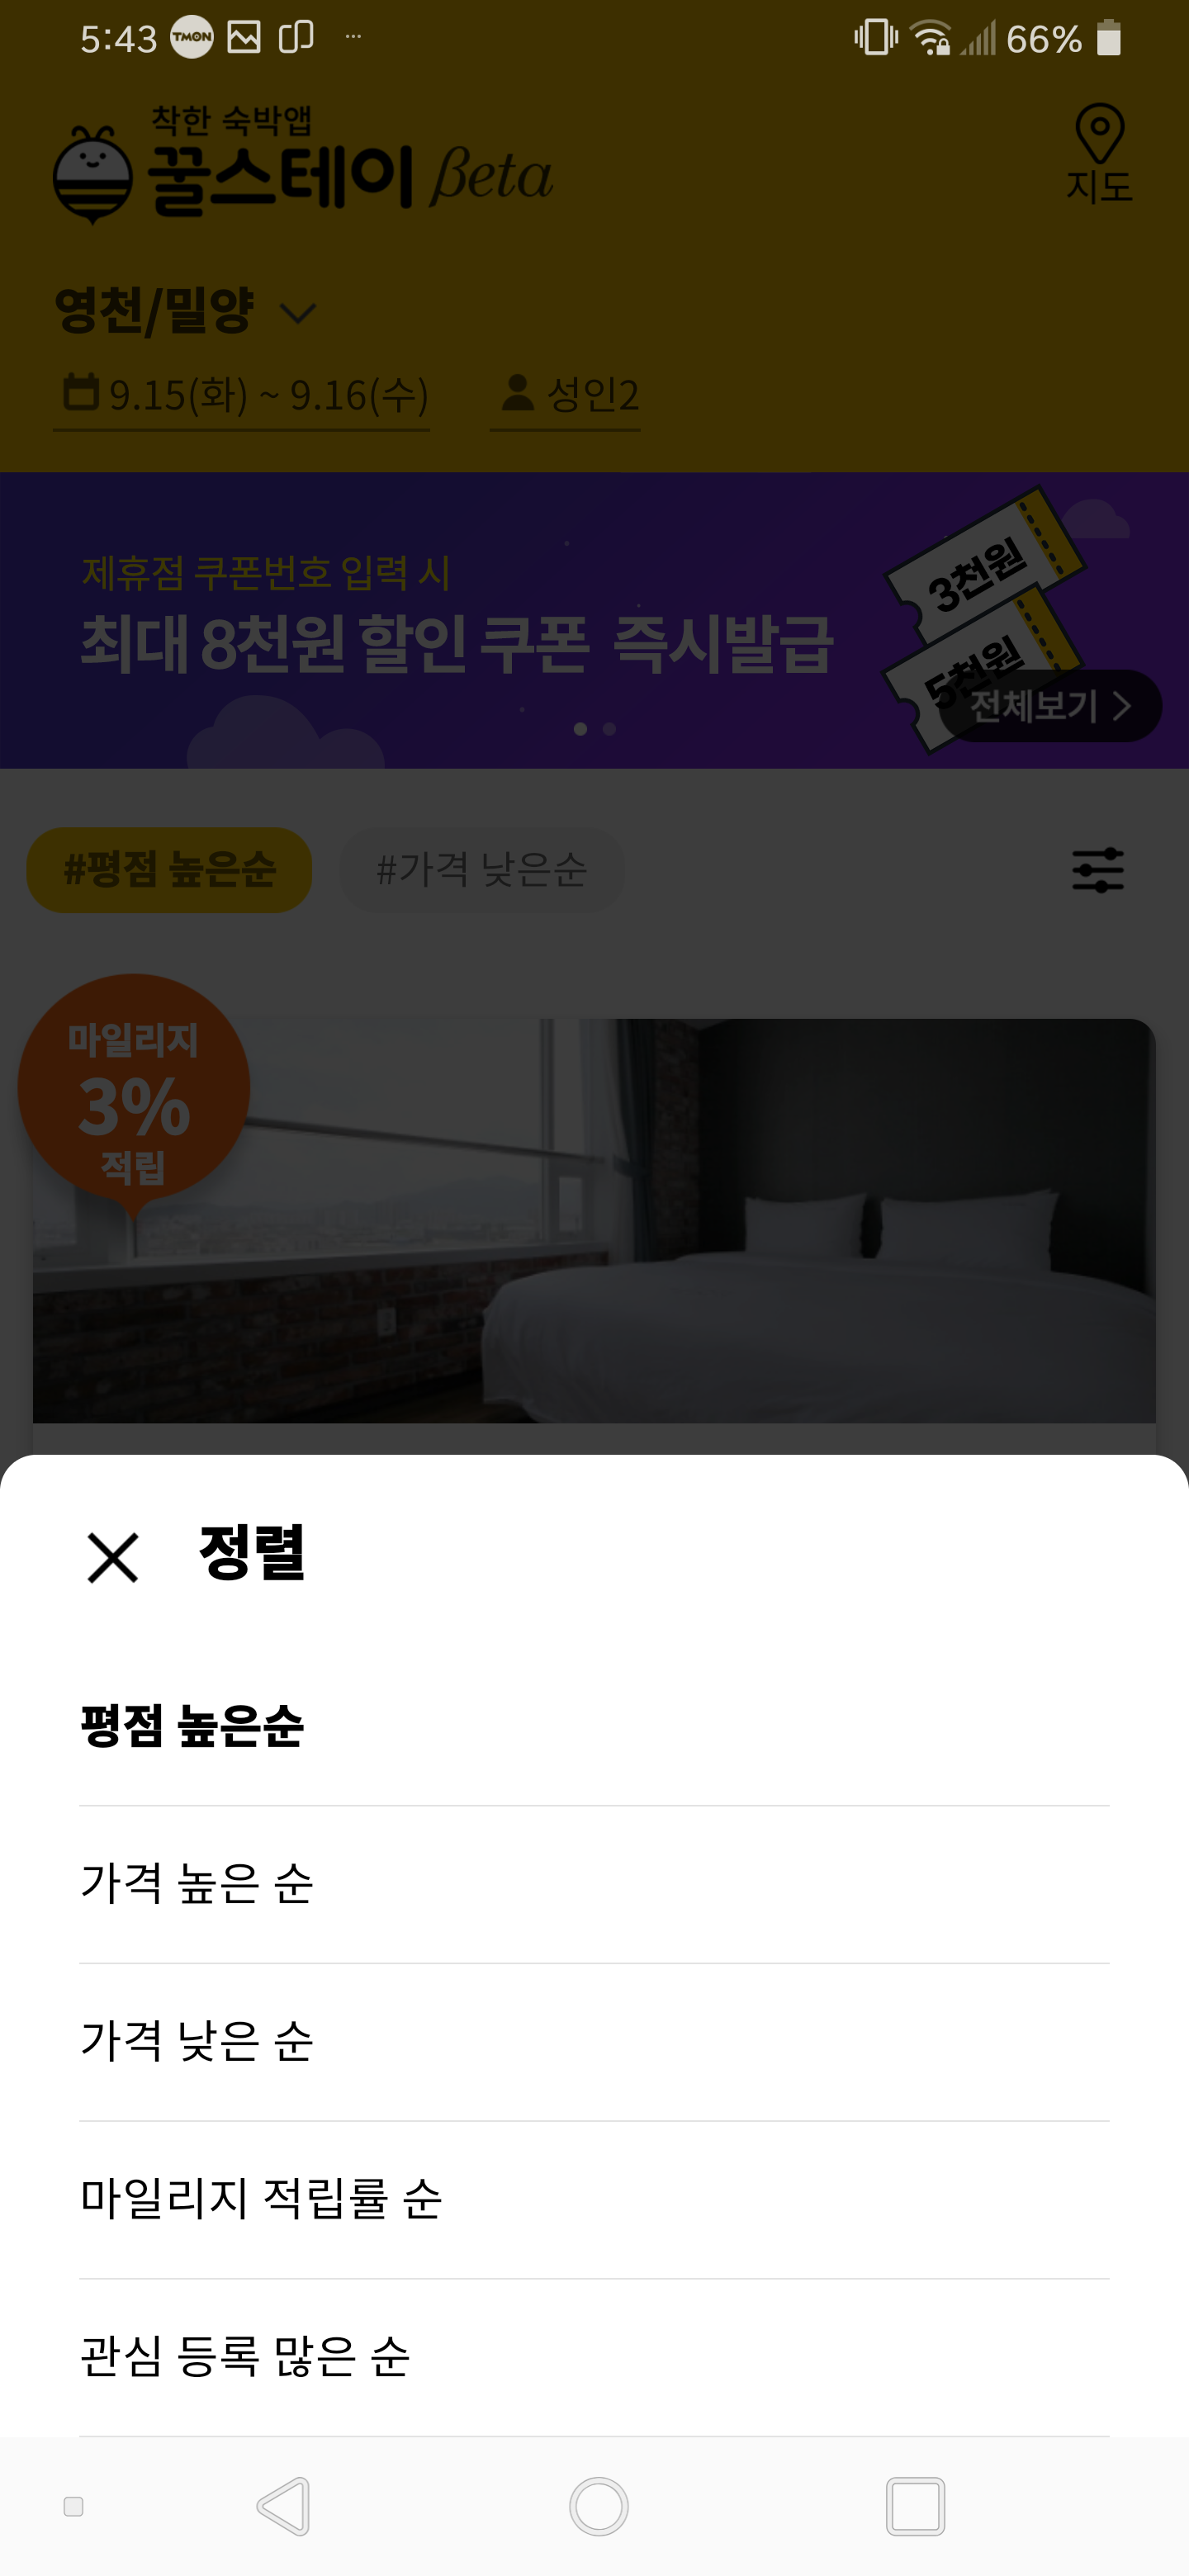 5:43 TMON 66%
착한 숙박앱
꿀스테이 βeta
지도
영천/밀양
9.15(화) ~ 9.16(수) 성인2
제휴점 쿠폰번호 입력 시
최대 8천원 할인 쿠폰 즉시발급
3천원
5천원
전체보기
#평점 높은순 #가격 낮은순
마일리지
3%
적립
정렬
평점 높은순
가격 높은 순
가격 낮은 순
마일리지 적립률 순
관심 등록 많은 순